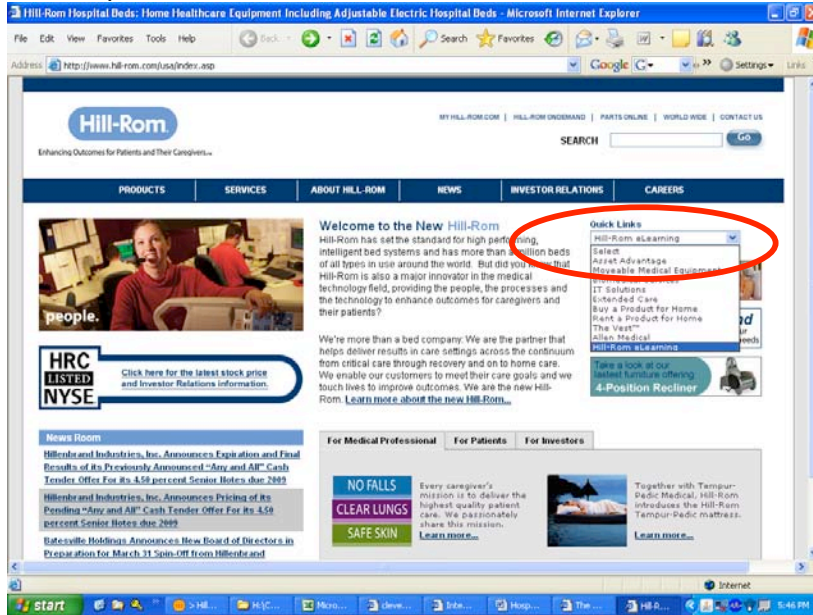 Hill-Rom Hospital Beds: Home Healthcare Equipment Including Adjustable Electric Hospital Beds - Microsoft Internet Explorer
File Edit View Favorites Tools Help
Back Search Favorites
Address http://www.hill-rom.com/usa/index.asp Google G Settings Links
Hill-Rom
MY HILL-ROM.COM | HILL-ROM ONDEMAND | PARTS ONLINE | WORLD WIDE | CONTACT US
SEARCH Go
Enhancing Outcomes for Patients and Their Caregivers
PRODUCTS SERVICES ABOUT HILL-ROM NEWS INVESTOR RELATIONS CAREERS
people.
HRC
LISTED
NYSE
Click here for the latest stock price
and Investor Relations information.
Welcome to the New Hill-Rom
Hill-Rom has set the standard for high performing,
intelligent bed systems and has more than a million beds
of all types in use around the world. But did you know that
Hill-Rom is also a major innovator in the medical
technology field, providing the people, the processes and
the technology to enhance outcomes for caregivers and
their patients?
We're more than a bed company: We are the partner that
helps deliver results in care settings across the continuum
from critical care through recovery and on to home care.
We enable our customers to meet their care goals and we
touch lives to improve outcomes. We are the new Hill-
Rom. Learn more about the new Hill-Rom...
Quick Links
Hill-Rom eLearning
Select
Asset Advantage
Moveable Medical Equipment
Biomedical Services
IT Solutions
Extended Care
Buy a Product for Home
Rent a Product for Home
The Vest™
Allen Medical
Hill-Rom eLearning
Take a look at our
lastest furniture offering
4-Position Recliner
News Room
Hillenbrand Industries, Inc. Announces Expiration and Final
Results of its Previously Announced "Any and All" Cash
Tender Offer For its 4.50 percent Senior Notes due 2009
Hillenbrand Industries, Inc. Announces Pricing of its
Pending "Any and All" Cash Tender Offer For its 4.50
percent Senior Notes due 2009
Batesville Holdings Announces New Board of Directors in
Preparation for March 31 Spin-Off from Hillenbrand
For Medical Professional For Patients For Investors
NO FALLS
CLEAR LUNGS
SAFE SKIN
Every caregiver's
mission is to deliver the
highest quality patient
care. We passionately
share this mission.
Learn more...
Together with Tempur-
Pedic Medical, Hill-Rom
introduces the Hill-Rom
Tempur-Pedic mattress.
Learn more...
Internet
start > Hil... H:\C... Micro... cleve... Inte... Hosp... The ... Hill-R... 5:46 PM